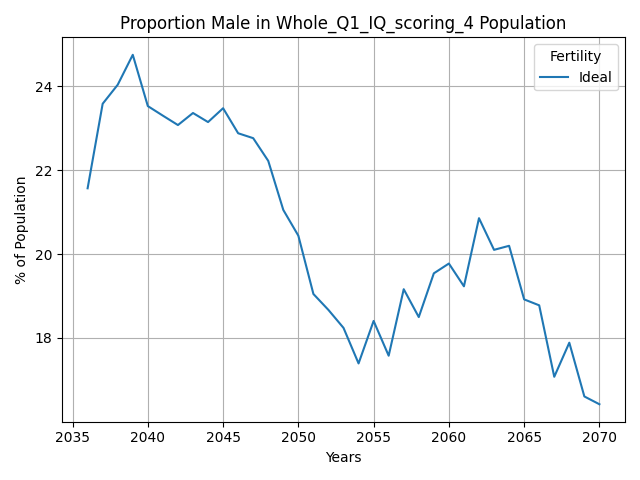 Proportion Male in Whole_Q1_IQ_scoring_4 Population
Fertility
Ideal
% of Population
24
22
20
18
2035 2040 2045 2050 2055 2060 2065 2070
Years